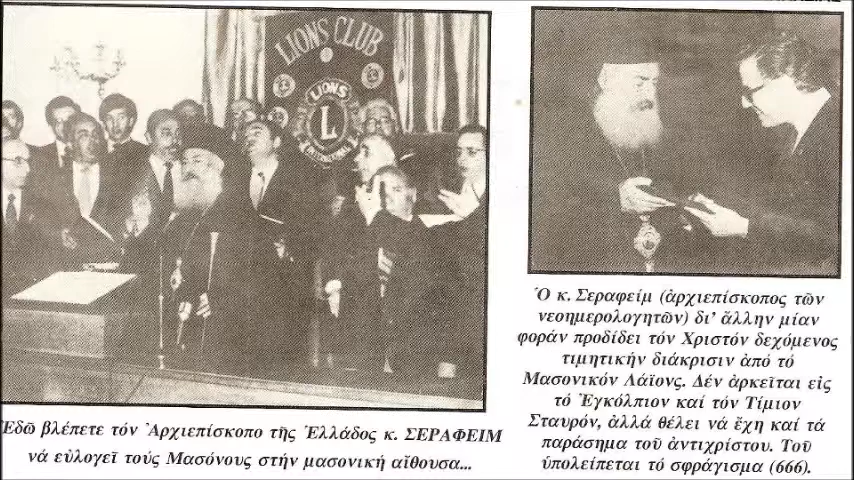 LIONS CLUB
LIONS
L
Ἐδῶ βλέπετε τόν Ἀρχιεπίσκοπο τῆς Ἑλλάδος κ. ΣΕΡΑΦΕΙΜ
νά εὐλογεῖ τούς Μασόνους στήν μασονική αἴθουσα...
Ὁ κ. Σεραφείμ (ἀρχιεπίσκοπος τῶν
νεοημερολογητῶν) δι' ἄλλην μίαν
φοράν προδίδει τόν Χριστόν δεχόμενος
τιμητικήν διάκρισιν ἀπό τό
Μασονικόν Λάϊονς. Δέν ἀρκεῖται εἰς
τό Ἐγκόλπιον καί τόν Τίμιον
Σταυρόν, ἀλλά θέλει νά ἔχη καί τά
παράσημα τοῦ ἀντιχρίστου. Τοῦ
ὑπολείπεται τό σφράγισμα (666).